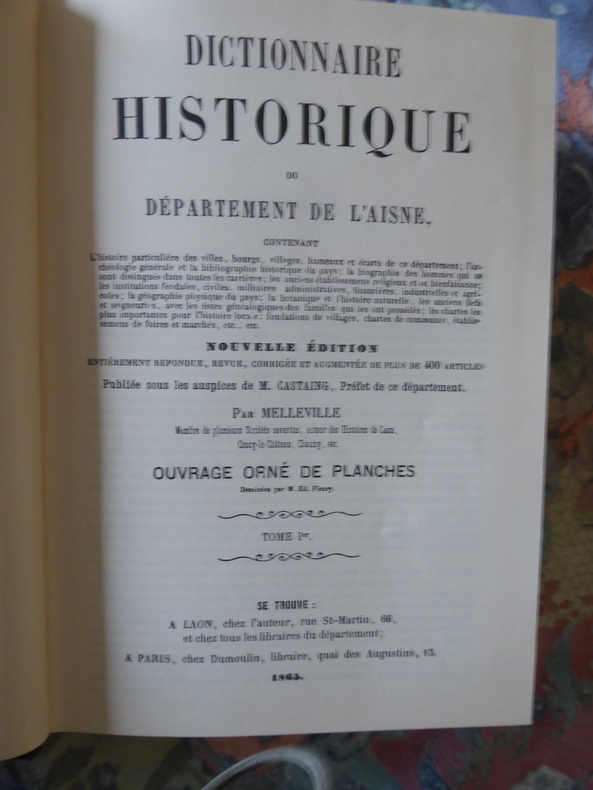 DICTIONNAIRE
HISTORIQUE
DU
DÉPARTEMENT DE L'AISNE,
CONTENANT
L'histoire particulière des villes, bourgs, villages, hameaux et écarts de ce département; l'ar-
chéologie générale et la bibliographie historique du pays; la biographie des hommes qui se
sont distingués dans toutes les carrières; les anciens établissemens religieux et de bienfaisance;
les institutions féodales, civiles, militaires administratives, financières, industrielles et agri-
coles; la géographie physique du pays; la botanique et l'histoire naturelle, les anciens fiefs
et seigneuries, avec les listes généalogiques des familles qui les ont possédés; les chartes les
plus importantes pour l'histoire locale: fondations de villages, chartes de communes, établis-
semens de foires et marchés, etc., etc.
NOUVELLE ÉDITION
ENTIÈREMENT REFONDUE, REVUE, CORRIGÉE ET AUGMENTÉE DE PLUS DE 400 ARTICLES
Publiée sous les auspices de M. CASTAING, Préfet de ce département.
PAR MELLEVILLE
Membre de plusieurs Sociétés savantes, auteur des Histoires de Laon,
Coucy-le-Château, Chauny, etc.
OUVRAGE ORNÉ DE PLANCHES
Dessinées par M. Ed. Fleury.
TOME Ier.
SE TROUVE :
A LAON, chez l'auteur, rue St-Martin, 66,
et chez tous les libraires du département;
A PARIS, chez Dumoulin, libraire, quai des Augustins, 13.
1865.